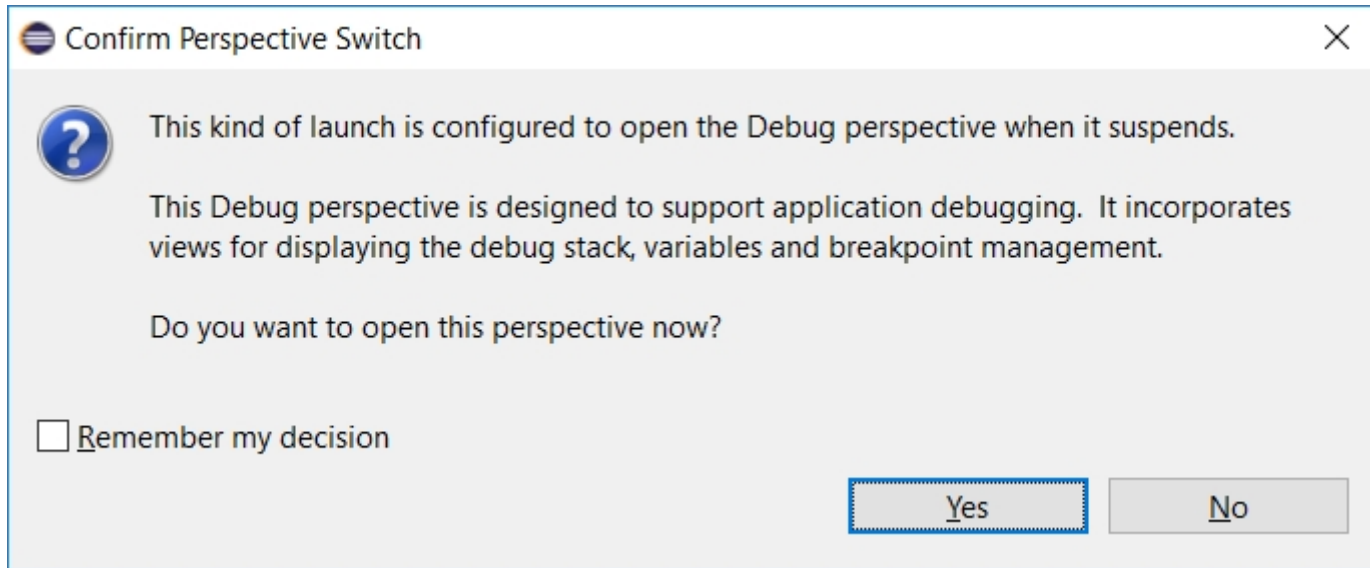 Confirm Perspective Switch
This kind of launch is configured to open the Debug perspective when it suspends.
This Debug perspective is designed to support application debugging.  It incorporates
views for displaying the debug stack, variables and breakpoint management.
Do you want to open this perspective now?
Remember my decision
Yes
No